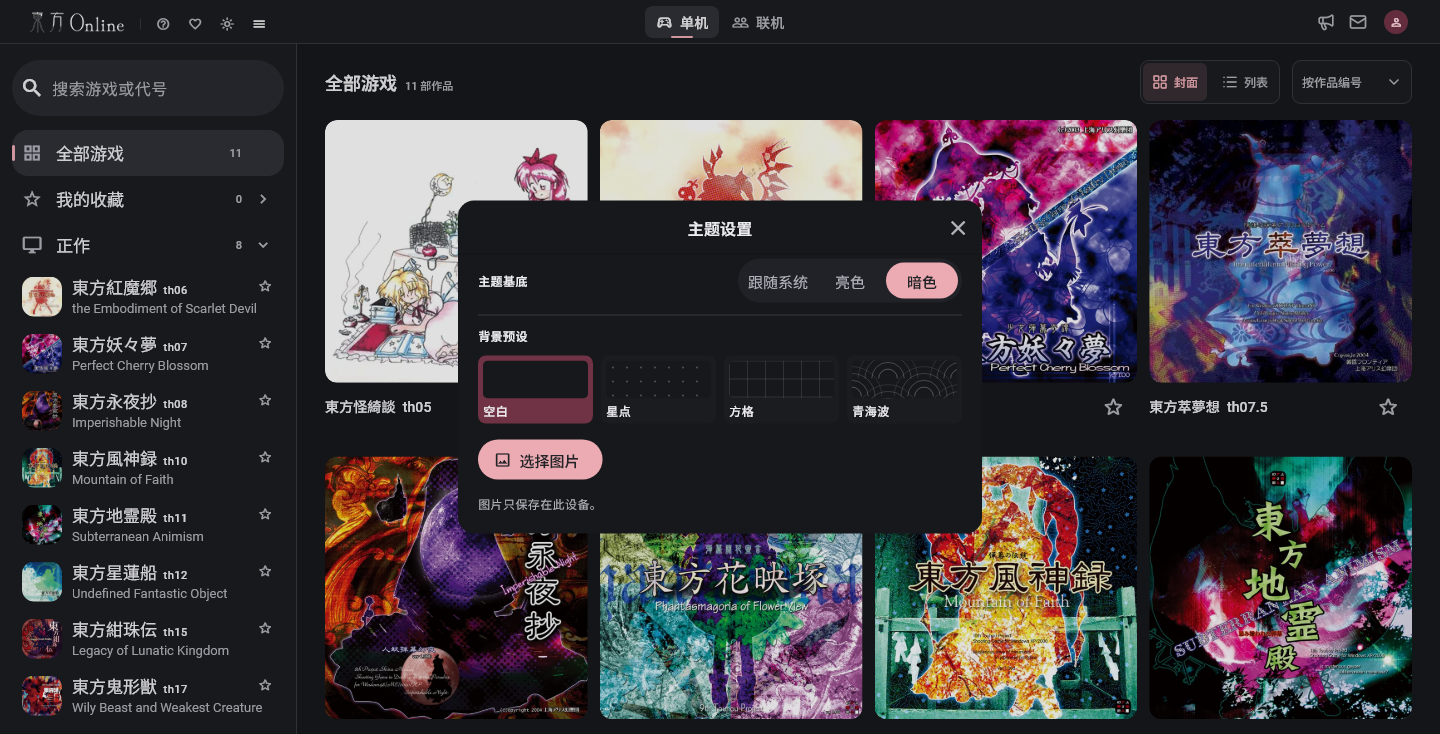 東方 Online
单机
联机
搜索游戏或代号
全部游戏 11
我的收藏 0
正作 8
東方紅魔郷 th06
the Embodiment of Scarlet Devil
東方妖々夢 th07
Perfect Cherry Blossom
東方永夜抄 th08
Imperishable Night
東方風神録 th10
Mountain of Faith
東方地霊殿 th11
Subterranean Animism
東方星蓮船 th12
Undefined Fantastic Object
東方紺珠伝 th15
Legacy of Lunatic Kingdom
東方鬼形獣 th17
Wily Beast and Weakest Creature
全部游戏 11 部作品
封面
列表
按作品编号
東方萃夢想
方妖々夢
Perfect Cherry Blossom
東方怪綺談 th05
東方萃夢想 th07.5
主题设置
主题基底
跟随系统
亮色
暗色
背景预设
空白
星点
方格
青海波
选择图片
图片只保存在此设备。
永夜抄
Imperishable Night
東方花映塚
Phantasmagoria of Flower View
東方風神録
Mountain of Faith
東方地霊殿
SUBTERRANEAN ANIMISM